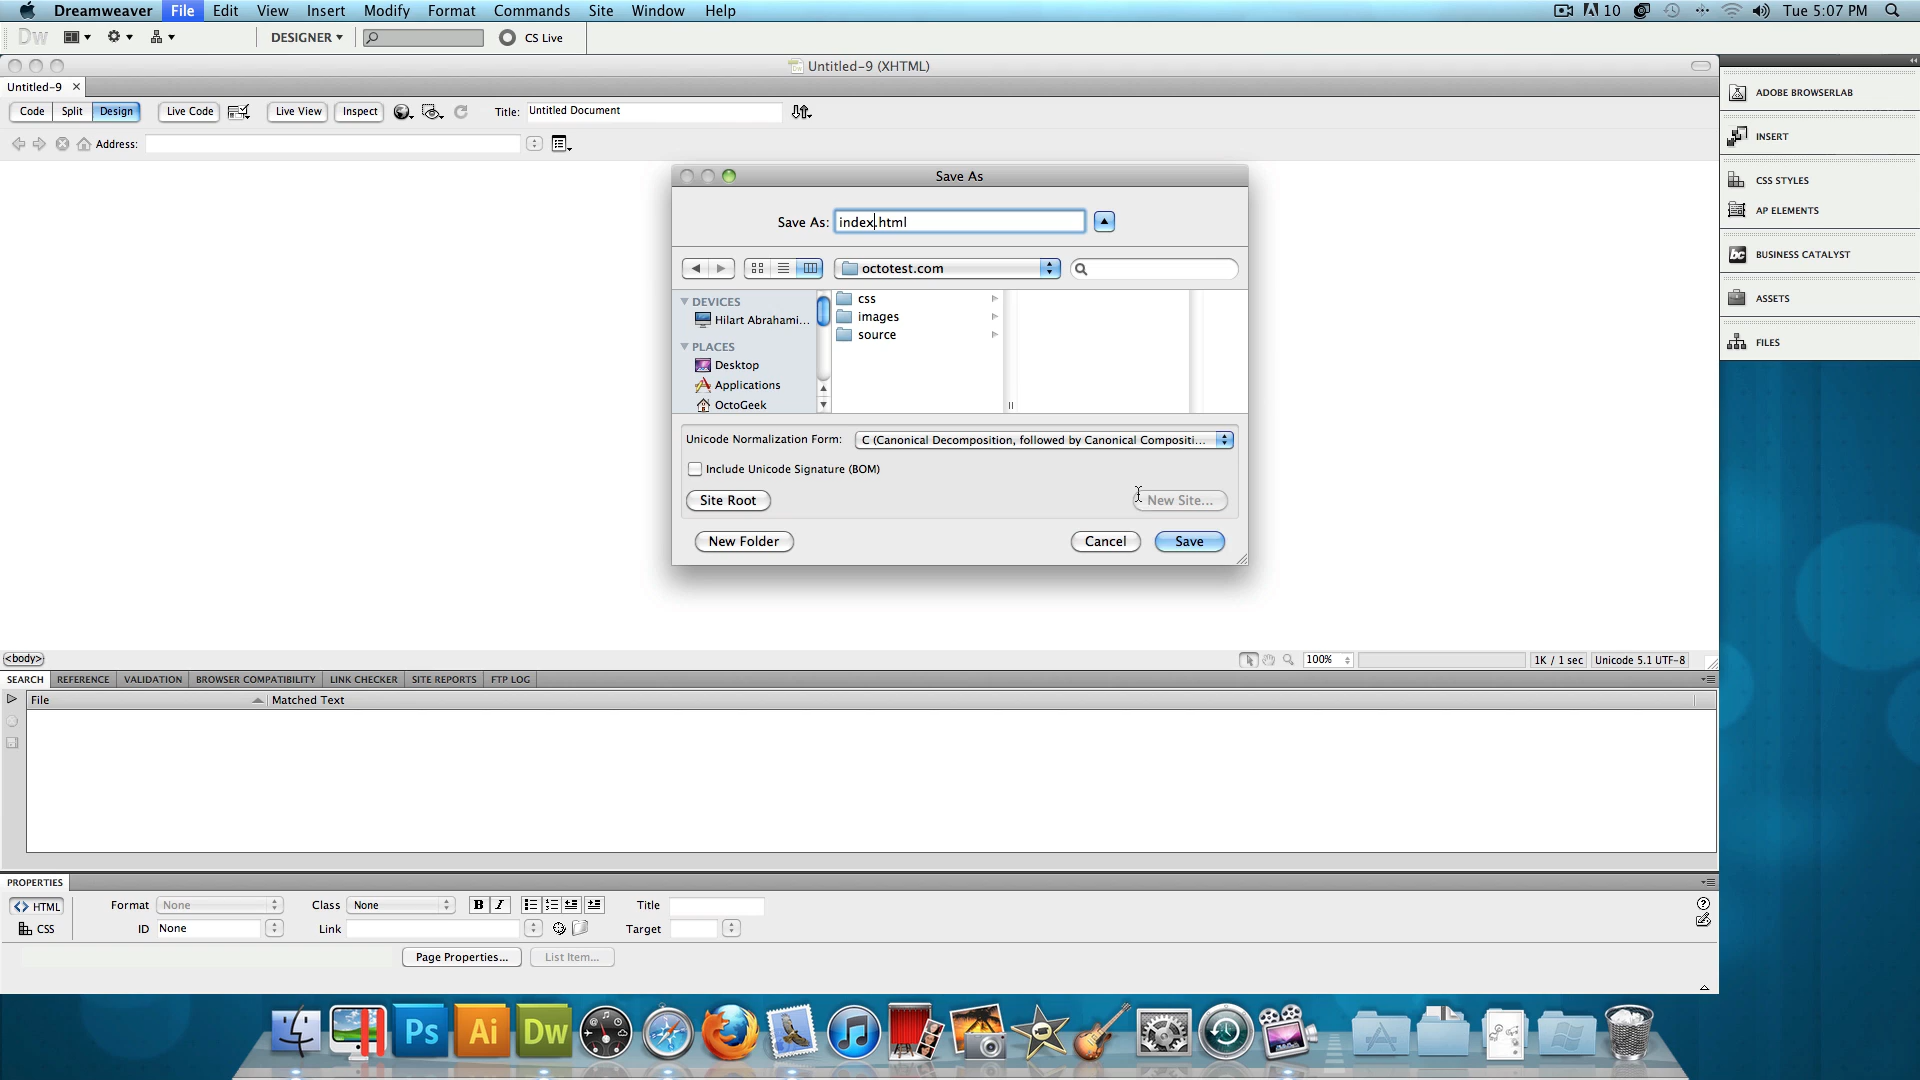 Dreamweaver File Edit View Insert Modify Format Commands Site Window Help 10 Tue 5:07 PM
Dw DESIGNER CS Live
Untitled-9 (XHTML)
Untitled-9
Code Split Design Live Code Live View Inspect Title: Untitled Document
Address:
Save As
Save As: index.html
octotest.com
DEVICES
Hilart Abrahami...
PLACES
Desktop
Applications
OctoGeek
css
images
source
Unicode Normalization Form: C (Canonical Decomposition, followed by Canonical Compositi...
Include Unicode Signature (BOM)
Site Root New Site...
New Folder Cancel Save
ADOBE BROWSERLAB
INSERT
CSS STYLES
AP ELEMENTS
BUSINESS CATALYST
ASSETS
FILES
<body> 100% 1K / 1 sec Unicode 5.1 UTF-8
SEARCH REFERENCE VALIDATION BROWSER COMPATIBILITY LINK CHECKER SITE REPORTS FTP LOG
File Matched Text
PROPERTIES
<> HTML Format None Class None B I Title
CSS ID None Link Target
Page Properties... List Item...
Ps Ai Dw